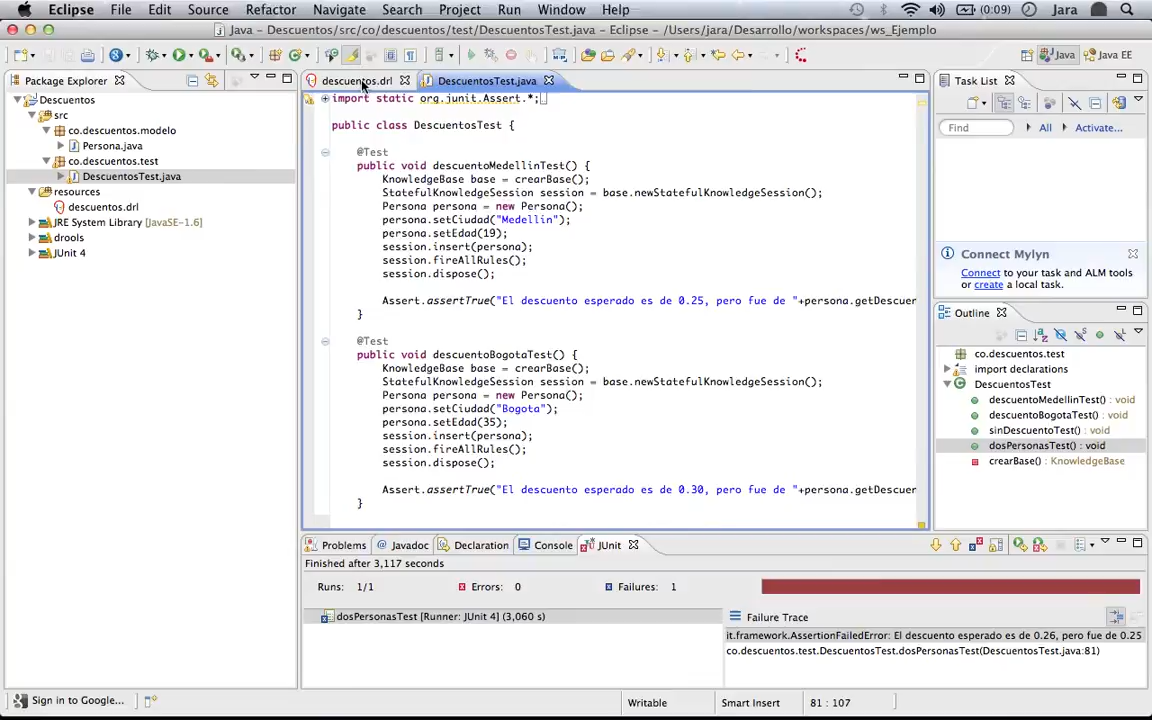 Eclipse File Edit Source Refactor Navigate Search Project Run Window Help (0:09) Jara
Java – Descuentos/src/co/descuentos/test/DescuentosTest.java – Eclipse – /Users/jara/Desarrollo/workspaces/ws_Ejemplo
Java Java EE
Package Explorer
Descuentos
src
co.descuentos.modelo
Persona.java
co.descuentos.test
DescuentosTest.java
resources
descuentos.drl
JRE System Library [JavaSE-1.6]
drools
JUnit 4
descuentos.drl DescuentosTest.java
import static org.junit.Assert.*;
public class DescuentosTest {
@Test
public void descuentoMedellinTest() {
KnowledgeBase base = crearBase();
StatefulKnowledgeSession session = base.newStatefulKnowledgeSession();
Persona persona = new Persona();
persona.setCiudad("Medellin");
persona.setEdad(19);
session.insert(persona);
session.fireAllRules();
session.dispose();
Assert.assertTrue("El descuento esperado es de 0.25, pero fue de "+persona.getDescuer
}
@Test
public void descuentoBogotaTest() {
KnowledgeBase base = crearBase();
StatefulKnowledgeSession session = base.newStatefulKnowledgeSession();
Persona persona = new Persona();
persona.setCiudad("Bogota");
persona.setEdad(35);
session.insert(persona);
session.fireAllRules();
session.dispose();
Assert.assertTrue("El descuento esperado es de 0.30, pero fue de "+persona.getDescuer
}
Task List
Find All Activate...
Connect Mylyn
Connect to your task and ALM tools
or create a local task.
Outline
co.descuentos.test
import declarations
DescuentosTest
descuentoMedellinTest() : void
descuentoBogotaTest() : void
sinDescuentoTest() : void
dosPersonasTest() : void
crearBase() : KnowledgeBase
Problems Javadoc Declaration Console JUnit
Finished after 3,117 seconds
Runs: 1/1 Errors: 0 Failures: 1
dosPersonasTest [Runner: JUnit 4] (3,060 s)
Failure Trace
it.framework.AssertionFailedError: El descuento esperado es de 0.26, pero fue de 0.25
co.descuentos.test.DescuentosTest.dosPersonasTest(DescuentosTest.java:81)
Sign in to Google...
Writable Smart Insert 81 : 107